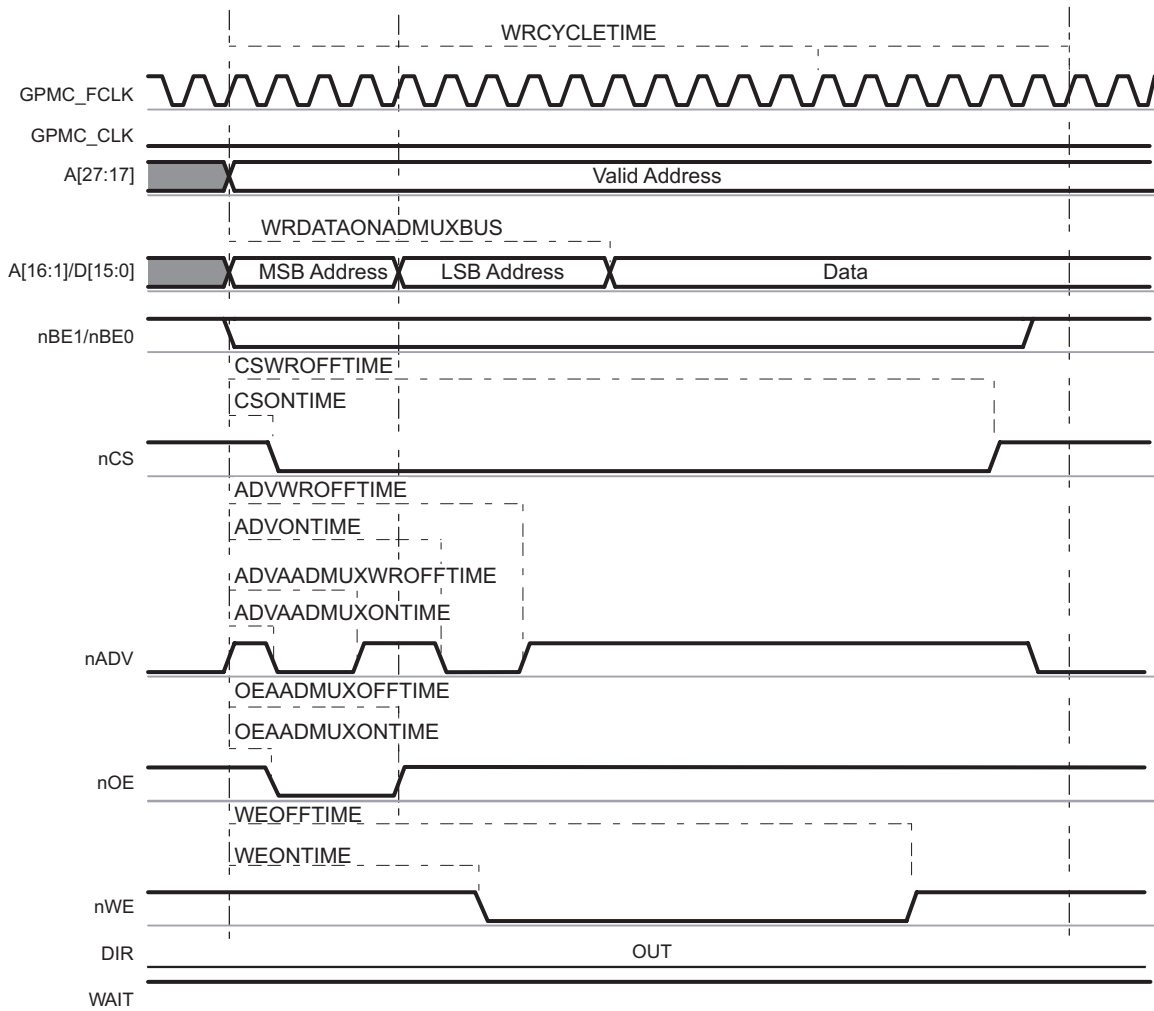 WRCYCLETIME
GPMC_FCLK
GPMC_CLK
A[27:17]
Valid Address
WRDATAONADMUXBUS
A[16:1]/D[15:0]
MSB Address
LSB Address
Data
nBE1/nBE0
CSWROFFTIME
CSONTIME
nCS
ADVWROFFTIME
ADVONTIME
ADVAADMUXWROFFTIME
ADVAADMUXONTIME
nADV
OEAADMUXOFFTIME
OEAADMUXONTIME
nOE
WEOFFTIME
WEONTIME
nWE
DIR
OUT
WAIT